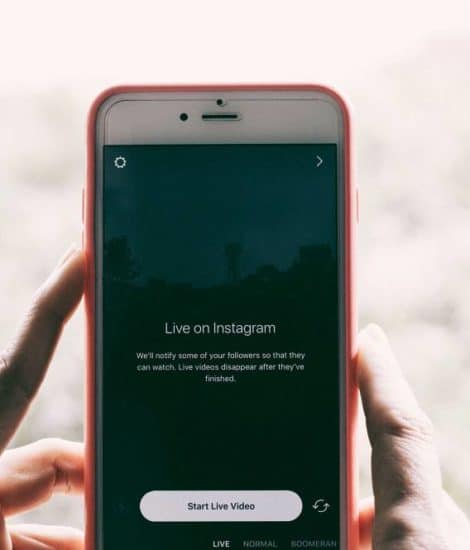 Live on Instagram
We'll notify some of your followers so that they
can watch. Live videos disappear after they've
finished.
Start Live Video
LIVE NORMAL BOOMERAN